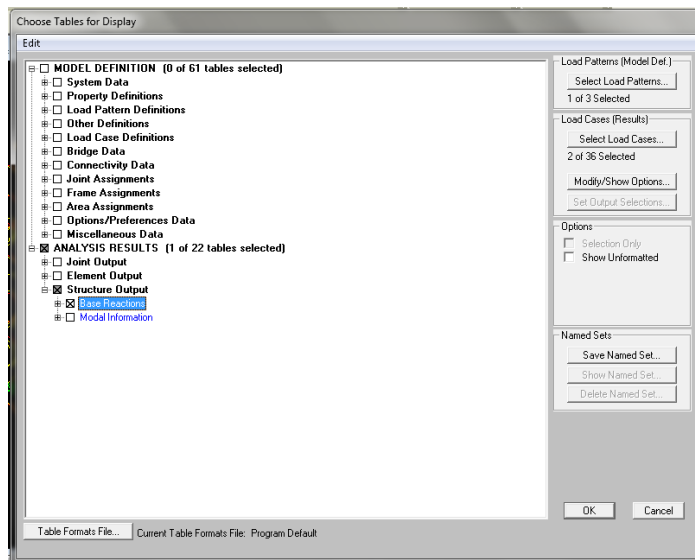 Choose Tables for Display
Edit
MODEL DEFINITION (0 of 61 tables selected)
System Data
Property Definitions
Load Pattern Definitions
Other Definitions
Load Case Definitions
Bridge Data
Connectivity Data
Joint Assignments
Frame Assignments
Area Assignments
Options/Preferences Data
Miscellaneous Data
ANALYSIS RESULTS (1 of 22 tables selected)
Joint Output
Element Output
Structure Output
Base Reactions
Modal Information
Load Patterns (Model Def.)
Select Load Patterns...
1 of 3 Selected
Load Cases (Results)
Select Load Cases...
2 of 36 Selected
Modify/Show Options...
Set Output Selections...
Options
Selection Only
Show Unformatted
Named Sets
Save Named Set...
Show Named Set...
Delete Named Set...
OK Cancel
Table Formats File... Current Table Formats File: Program Default